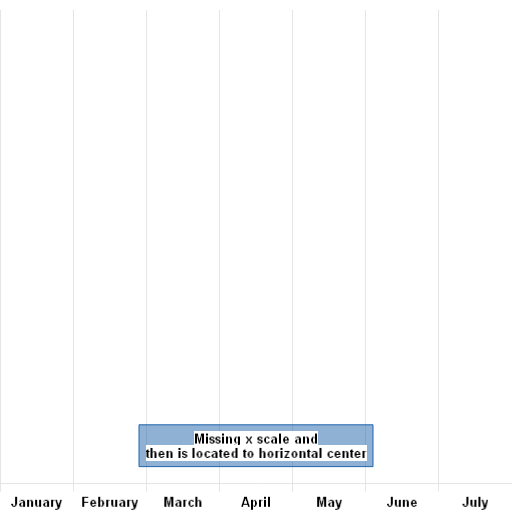 Missing x scale and
then is located to horizontal center
January February March April May June July